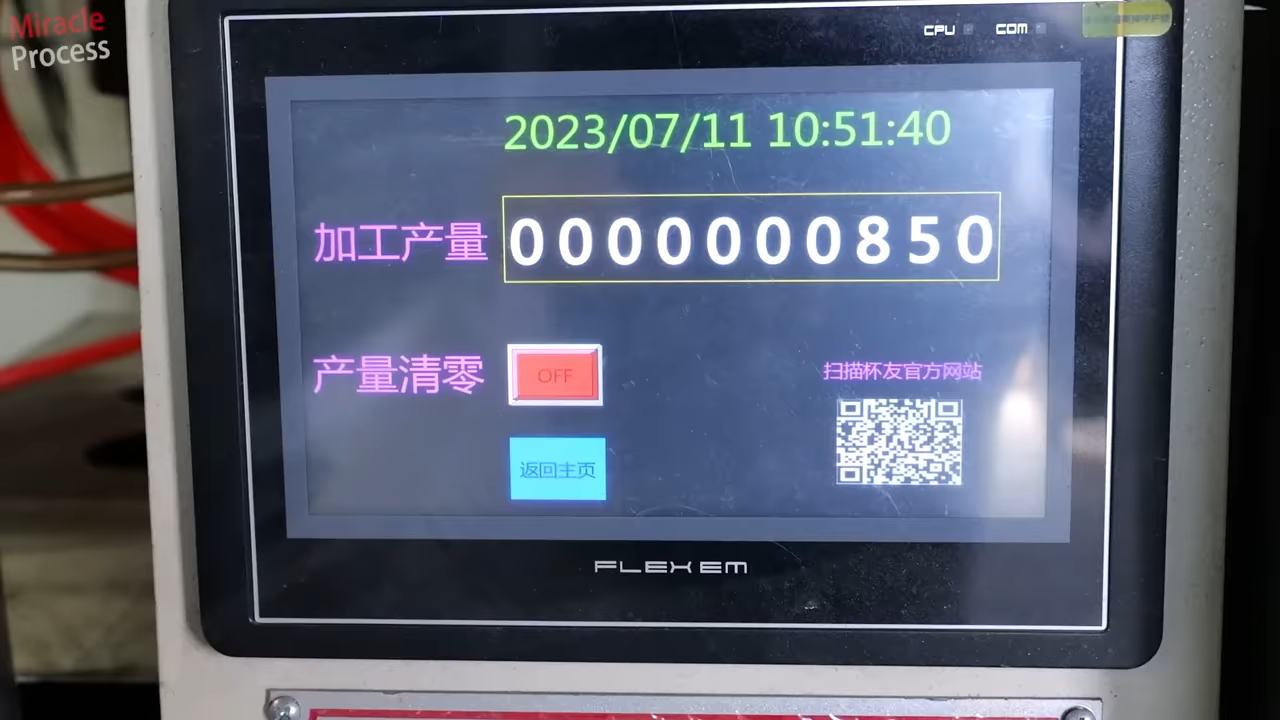 Miracle
Process
CPU COM
2023/07/11 10:51:40
加工产量 0000000850
产量清零 OFF
扫描杯友官方网站
返回主页
FLEXEM